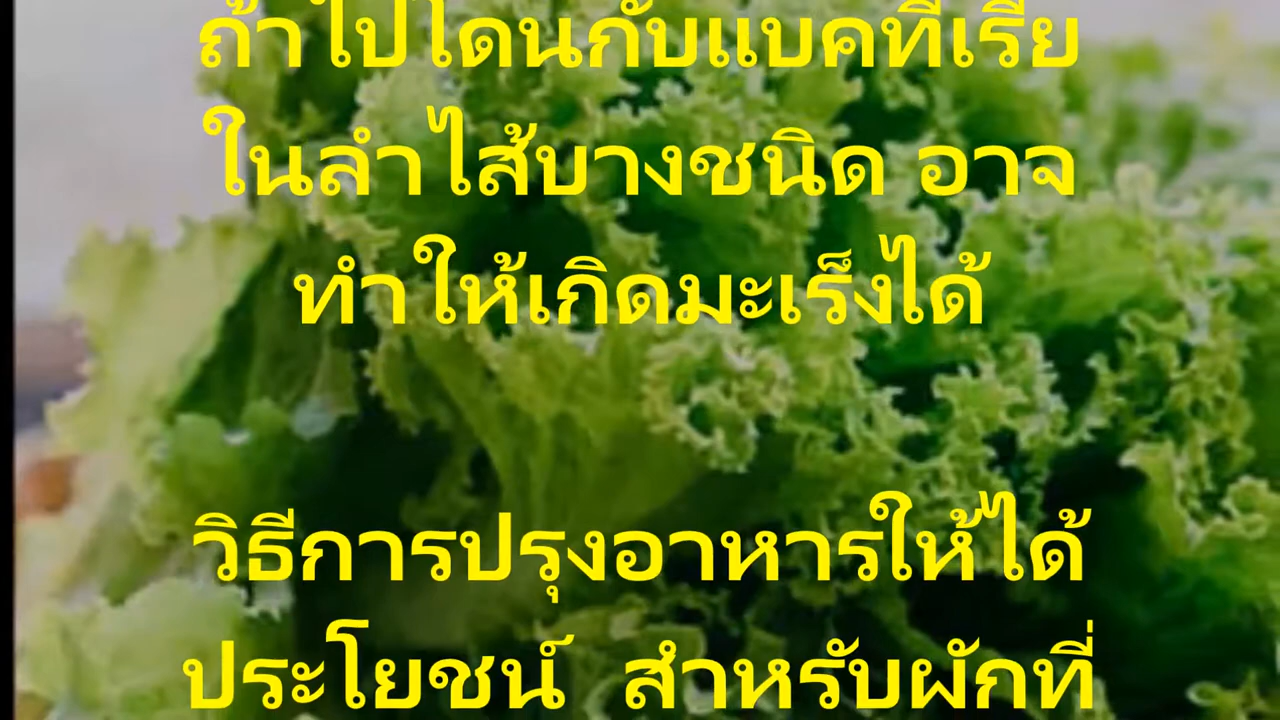 ถ้าไปโดนกับแบคทีเรีย
ในลำไส้บางชนิด อาจ
ทำให้เกิดมะเร็งได้
วิธีการปรุงอาหารให้ได้
ประโยชน์ สำหรับผักที่